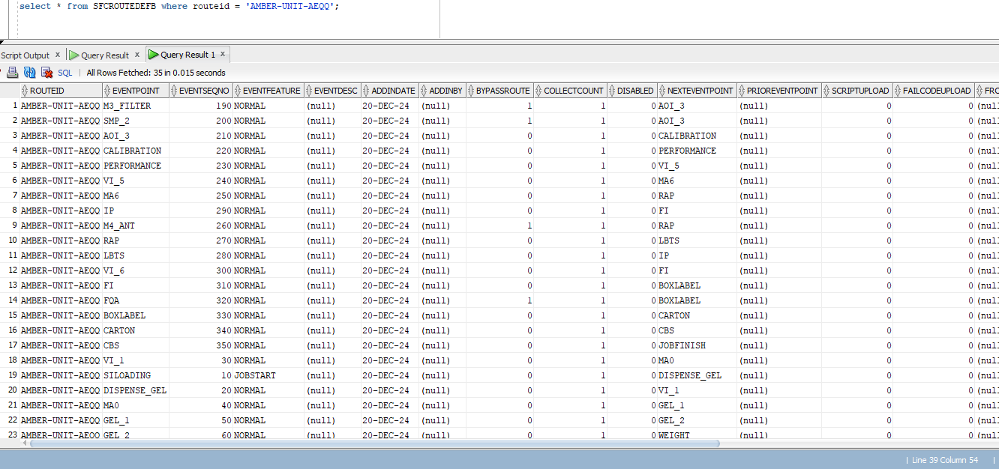 select * from SFCROUTEDEFB where routeid = 'AMBER-UNIT-AEQQ';
Script Output x Query Result x Query Result 1 x
SQL | All Rows Fetched: 35 in 0.015 seconds
ROUTEID EVENTPOINT EVENTSEQNO EVENTFEATURE EVENTDESC ADDINDATE ADDINBY BYPASSROUTE COLLECTCOUNT DISABLED NEXTEVENTPOINT PRIOREVENTPOINT SCRIPTUPLOAD FAILCODEUPLOAD FRO
1 AMBER-UNIT-AEQQ M3_FILTER 190 NORMAL (null) 20-DEC-24 (null) 1 1 0 AOI_3 (null) 0 0 (null
2 AMBER-UNIT-AEQQ SMP_2 200 NORMAL (null) 20-DEC-24 (null) 1 1 0 AOI_3 (null) 0 0 (null
3 AMBER-UNIT-AEQQ AOI_3 210 NORMAL (null) 20-DEC-24 (null) 0 1 0 CALIBRATION (null) 0 0 (null
4 AMBER-UNIT-AEQQ CALIBRATION 220 NORMAL (null) 20-DEC-24 (null) 0 1 0 PERFORMANCE (null) 0 0 (null
5 AMBER-UNIT-AEQQ PERFORMANCE 230 NORMAL (null) 20-DEC-24 (null) 0 1 0 VI_5 (null) 0 0 (null
6 AMBER-UNIT-AEQQ VI_5 240 NORMAL (null) 20-DEC-24 (null) 0 1 0 MA6 (null) 0 0 (null
7 AMBER-UNIT-AEQQ MA6 250 NORMAL (null) 20-DEC-24 (null) 0 1 0 RAP (null) 0 0 (null
8 AMBER-UNIT-AEQQ IP 290 NORMAL (null) 20-DEC-24 (null) 0 1 0 FI (null) 0 0 (null
9 AMBER-UNIT-AEQQ M4_ANT 260 NORMAL (null) 20-DEC-24 (null) 1 1 0 RAP (null) 0 0 (null
10 AMBER-UNIT-AEQQ RAP 270 NORMAL (null) 20-DEC-24 (null) 0 1 0 LBTS (null) 0 0 (null
11 AMBER-UNIT-AEQQ LBTS 280 NORMAL (null) 20-DEC-24 (null) 0 1 0 IP (null) 0 0 (null
12 AMBER-UNIT-AEQQ VI_6 300 NORMAL (null) 20-DEC-24 (null) 0 1 0 FI (null) 0 0 (null
13 AMBER-UNIT-AEQQ FI 310 NORMAL (null) 20-DEC-24 (null) 0 1 0 BOXLABEL (null) 0 0 (null
14 AMBER-UNIT-AEQQ FQA 320 NORMAL (null) 20-DEC-24 (null) 1 1 0 BOXLABEL (null) 0 0 (null
15 AMBER-UNIT-AEQQ BOXLABEL 330 NORMAL (null) 20-DEC-24 (null) 0 1 0 CARTON (null) 0 0 (null
16 AMBER-UNIT-AEQQ CARTON 340 NORMAL (null) 20-DEC-24 (null) 0 1 0 CBS (null) 0 0 (null
17 AMBER-UNIT-AEQQ CBS 350 NORMAL (null) 20-DEC-24 (null) 0 1 0 JOBFINISH (null) 0 0 (null
18 AMBER-UNIT-AEQQ VI_1 30 NORMAL (null) 20-DEC-24 (null) 0 1 0 MA0 (null) 0 0 (null
19 AMBER-UNIT-AEQQ SILOADING 10 JOBSTART (null) 20-DEC-24 (null) 0 1 0 DISPENSE_GEL (null) 0 0 (null
20 AMBER-UNIT-AEQQ DISPENSE_GEL 20 NORMAL (null) 20-DEC-24 (null) 0 1 0 VI_1 (null) 0 0 (null
21 AMBER-UNIT-AEQQ MA0 40 NORMAL (null) 20-DEC-24 (null) 0 1 0 GEL_1 (null) 0 0 (null
22 AMBER-UNIT-AEQQ GEL_1 50 NORMAL (null) 20-DEC-24 (null) 0 1 0 GEL_2 (null) 0 0 (null
23 AMBER-UNIT-AEQQ GEL_2 60 NORMAL (null) 20-DEC-24 (null) 0 1 0 WEIGHT (null) 0 0 (null
| Line 39 Column 54 |